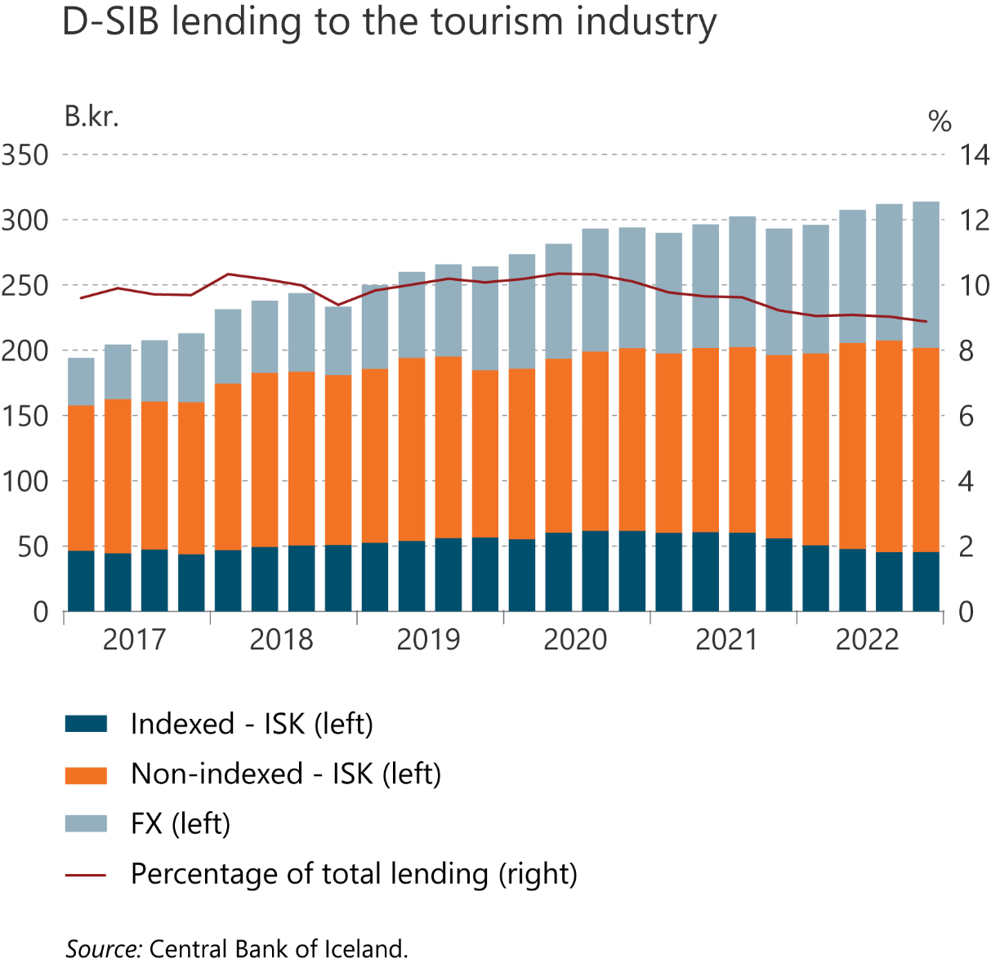 D-SIB lending to the tourism industry
B.kr.
%
350
14
300
12
250
10
200
8
150
6
100
4
50
2
0
0
2017 2018 2019 2020 2021 2022
Indexed - ISK (left)
Non-indexed - ISK (left)
FX (left)
Percentage of total lending (right)
Source: Central Bank of Iceland.